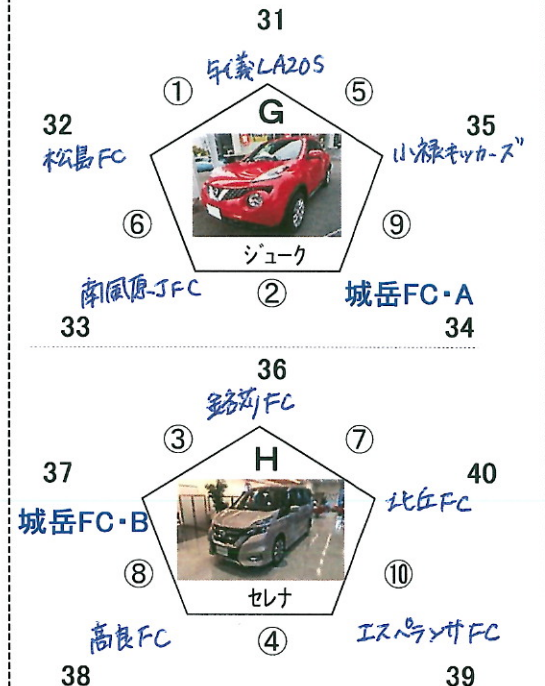 31
与儀LAZOS
① ⑤
G
32 35
松島FC 小禄キッカーズ
⑥ ⑨
ジューク
南風原JFC ② 城岳FC・A
33 34
36
銘苅FC
③ ⑦
H
37 40
城岳FC・B 北丘FC
⑧ ⑩
セレナ
高良FC ④ エスペランサFC
38 39